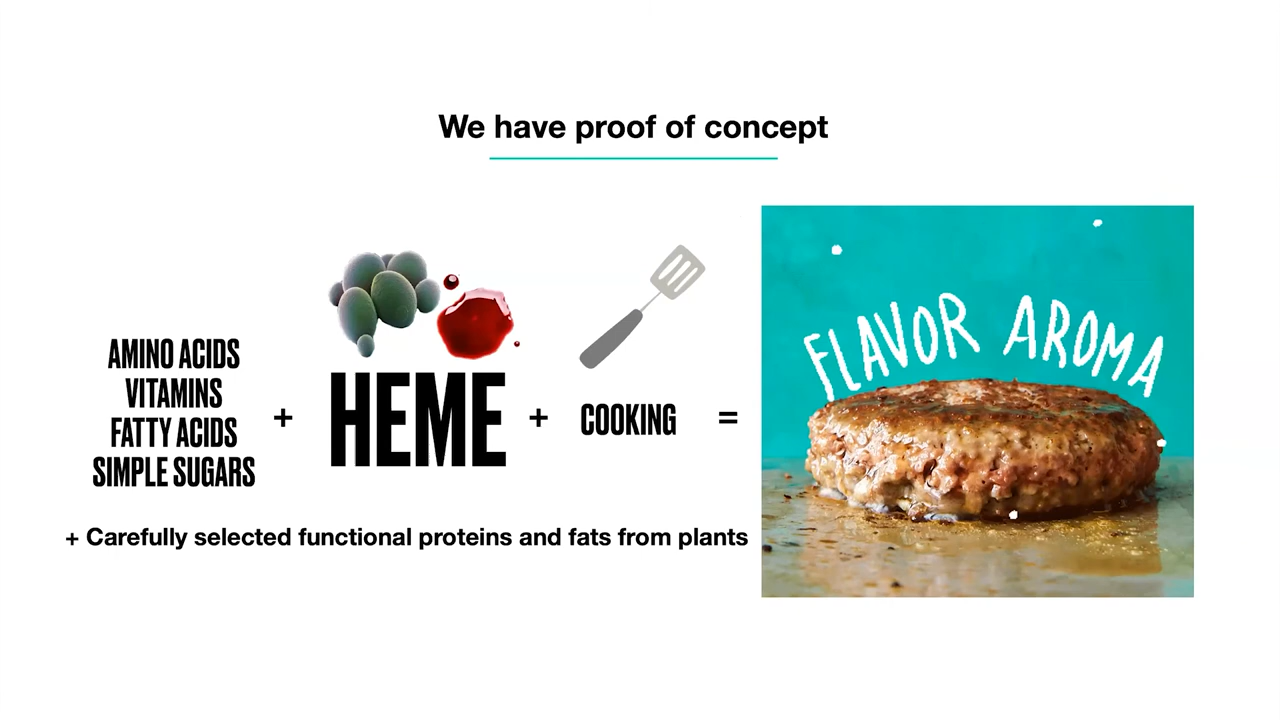 We have proof of concept
AMINO ACIDS
VITAMINS
FATTY ACIDS
SIMPLE SUGARS
+
HEME
+
COOKING
=
FLAVOR AROMA
+ Carefully selected functional proteins and fats from plants